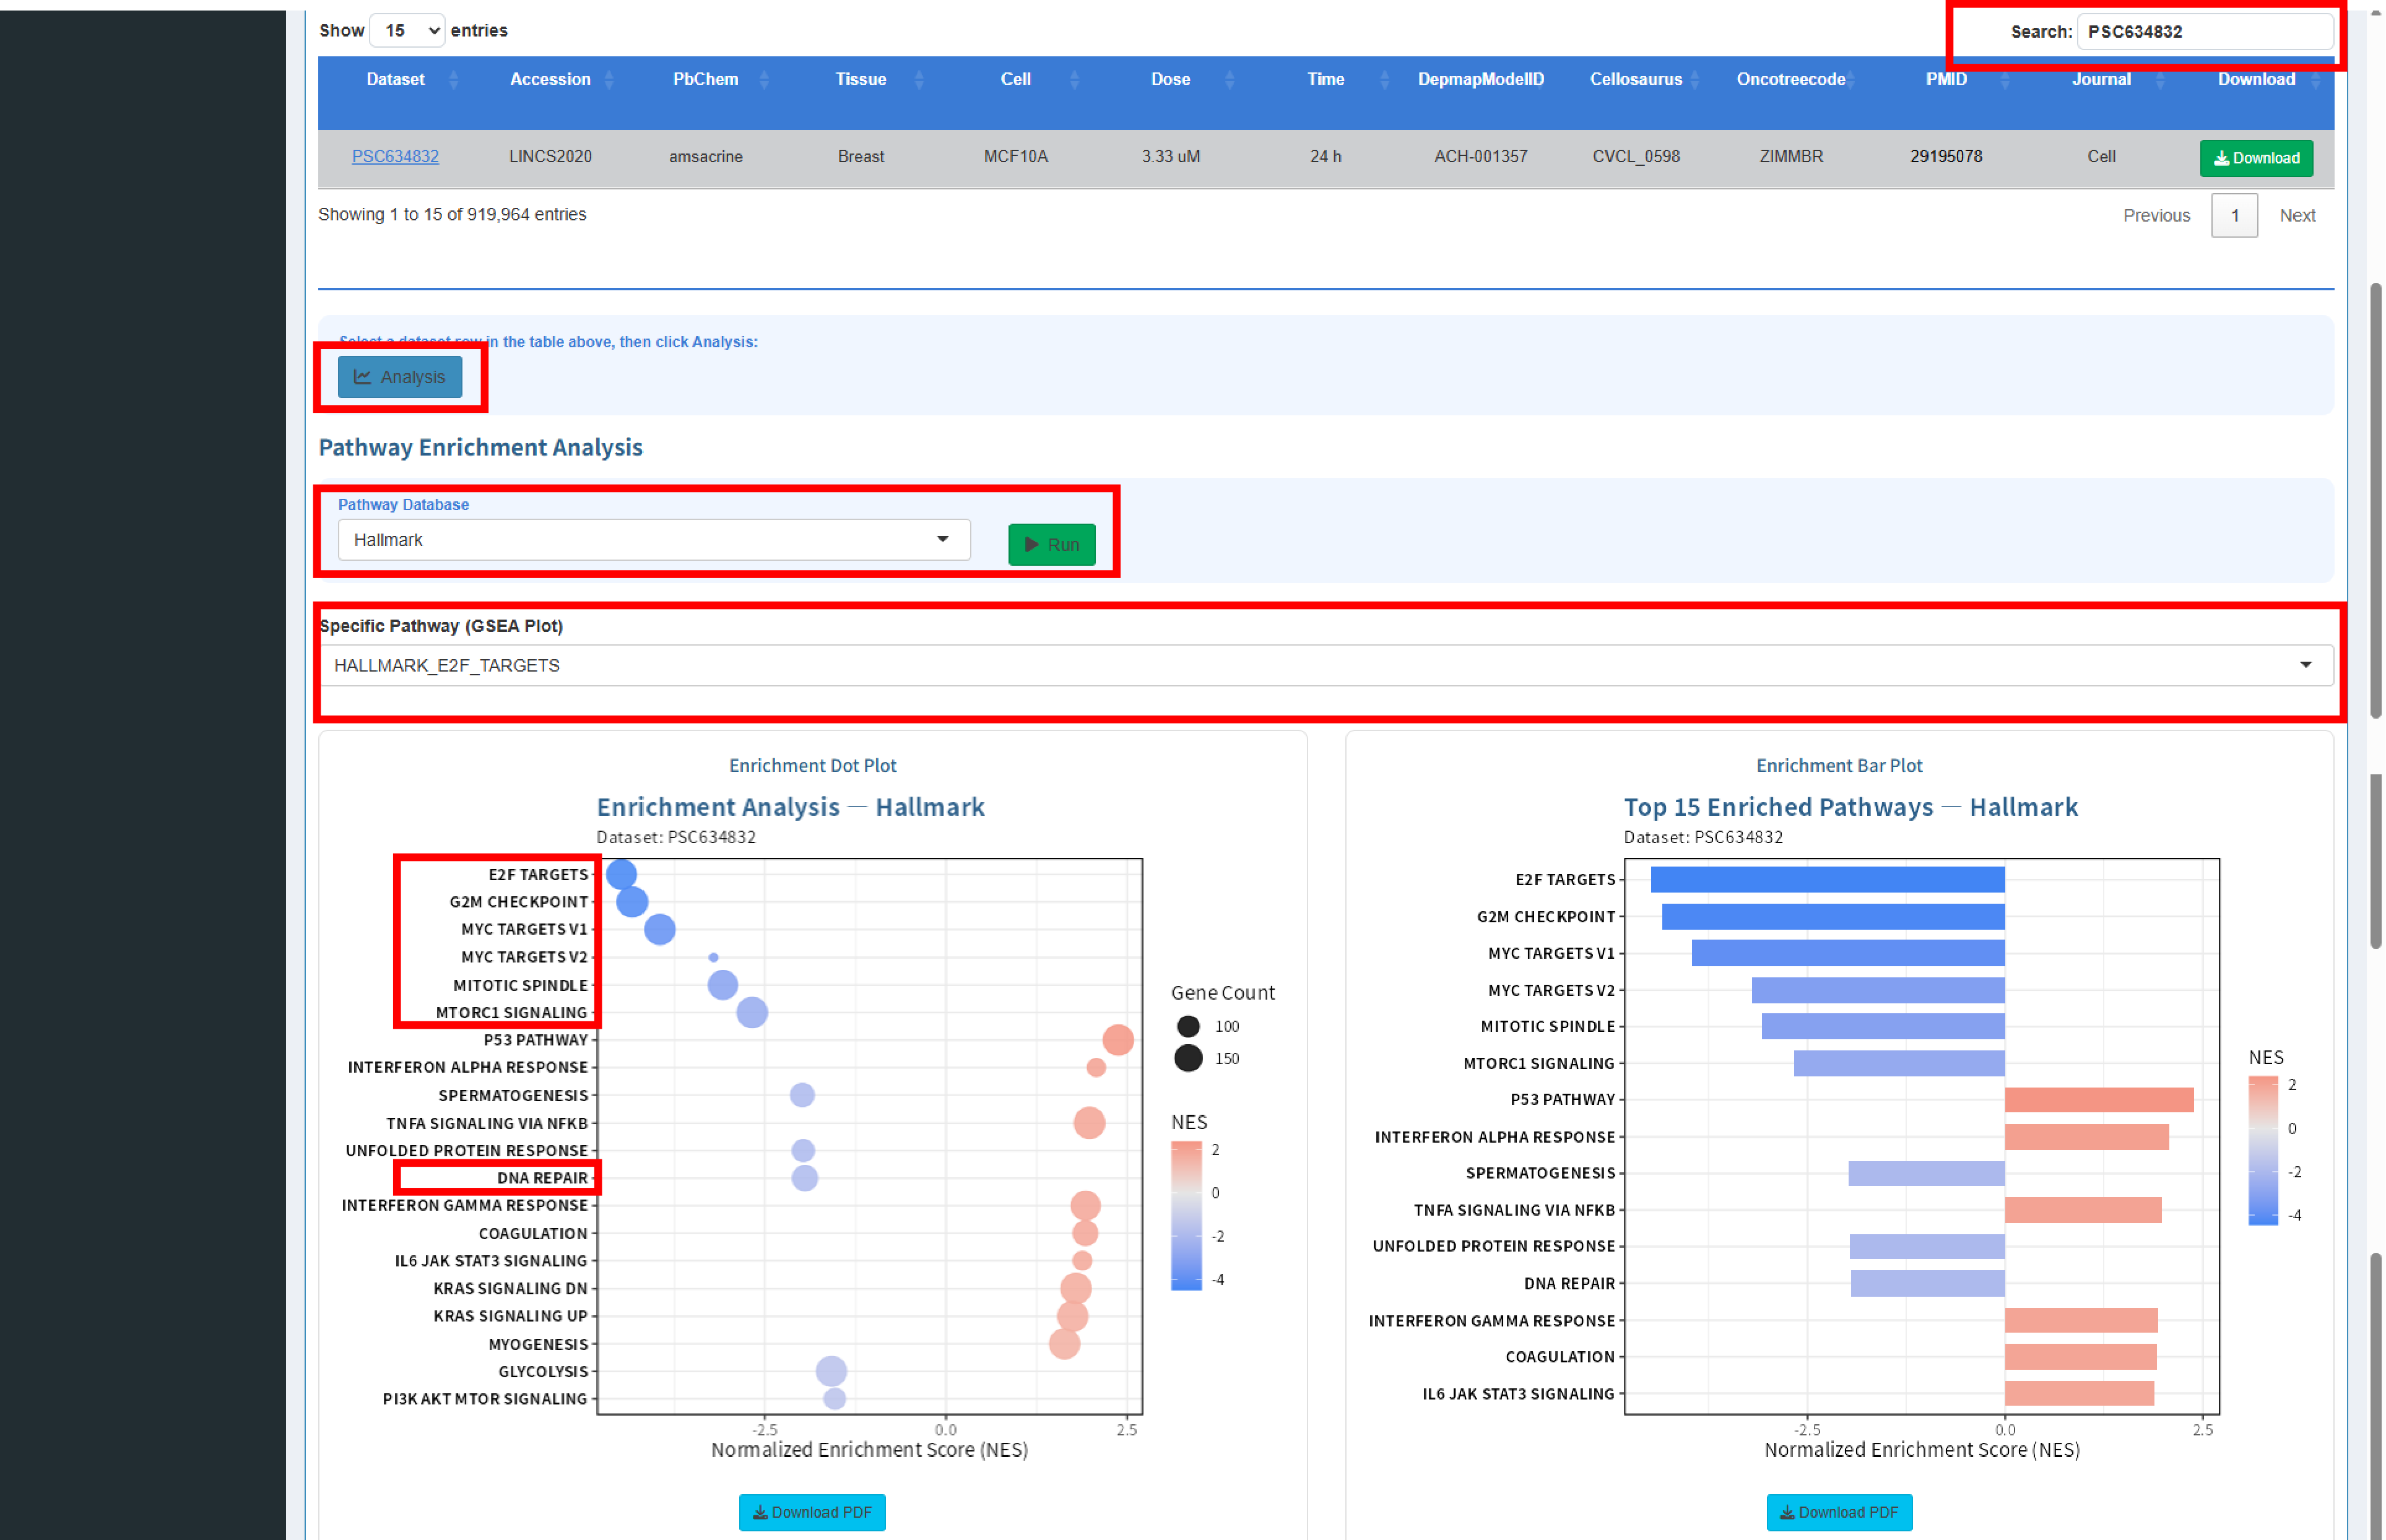 Show 15 entries Search: PSC634832
Dataset Accession PbChem Tissue Cell Dose Time DepmapModelID Cellosaurus Oncotreecode PMID Journal Download
PSC634832 LINCS2020 amsacrine Breast MCF10A 3.33 uM 24 h ACH-001357 CVCL_0598 ZIMMBR 29195078 Cell Download
Showing 1 to 15 of 919,964 entries Previous 1 Next
Select a dataset row in the table above, then click Analysis:
Analysis
Pathway Enrichment Analysis
Pathway Database
Hallmark Run
Specific Pathway (GSEA Plot)
HALLMARK_E2F_TARGETS
Enrichment Dot Plot
Enrichment Analysis — Hallmark
Dataset: PSC634832
E2F TARGETS
G2M CHECKPOINT
MYC TARGETS V1
MYC TARGETS V2
MITOTIC SPINDLE
MTORC1 SIGNALING
P53 PATHWAY
INTERFERON ALPHA RESPONSE
SPERMATOGENESIS
TNFA SIGNALING VIA NFKB
UNFOLDED PROTEIN RESPONSE
DNA REPAIR
INTERFERON GAMMA RESPONSE
COAGULATION
IL6 JAK STAT3 SIGNALING
KRAS SIGNALING DN
KRAS SIGNALING UP
MYOGENESIS
GLYCOLYSIS
PI3K AKT MTOR SIGNALING
-2.5 0.0 2.5
Normalized Enrichment Score (NES)
Gene Count
100
150
NES
2
0
-2
-4
Download PDF
Enrichment Bar Plot
Top 15 Enriched Pathways — Hallmark
Dataset: PSC634832
E2F TARGETS
G2M CHECKPOINT
MYC TARGETS V1
MYC TARGETS V2
MITOTIC SPINDLE
MTORC1 SIGNALING
P53 PATHWAY
INTERFERON ALPHA RESPONSE
SPERMATOGENESIS
TNFA SIGNALING VIA NFKB
UNFOLDED PROTEIN RESPONSE
DNA REPAIR
INTERFERON GAMMA RESPONSE
COAGULATION
IL6 JAK STAT3 SIGNALING
-2.5 0.0 2.5
Normalized Enrichment Score (NES)
NES
2
0
-2
-4
Download PDF